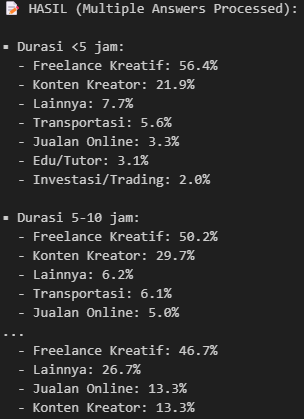 📝 HASIL (Multiple Answers Processed):
▪ Durasi <5 jam:
- Freelance Kreatif: 56.4%
- Konten Kreator: 21.9%
- Lainnya: 7.7%
- Transportasi: 5.6%
- Jualan Online: 3.3%
- Edu/Tutor: 3.1%
- Investasi/Trading: 2.0%
▪ Durasi 5-10 jam:
- Freelance Kreatif: 50.2%
- Konten Kreator: 29.7%
- Lainnya: 6.2%
- Transportasi: 6.1%
- Jualan Online: 5.0%
...
- Freelance Kreatif: 46.7%
- Lainnya: 26.7%
- Jualan Online: 13.3%
- Konten Kreator: 13.3%